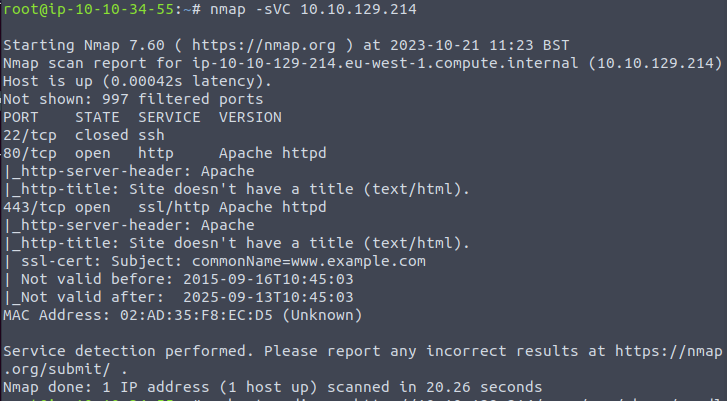 root@ip-10-10-34-55:~# nmap -sVC 10.10.129.214
Starting Nmap 7.60 ( https://nmap.org ) at 2023-10-21 11:23 BST
Nmap scan report for ip-10-10-129-214.eu-west-1.compute.internal (10.10.129.214)
Host is up (0.00042s latency).
Not shown: 997 filtered ports
PORT    STATE  SERVICE  VERSION
22/tcp  closed ssh
80/tcp  open   http     Apache httpd
|_http-server-header: Apache
|_http-title: Site doesn't have a title (text/html).
443/tcp open   ssl/http Apache httpd
|_http-server-header: Apache
|_http-title: Site doesn't have a title (text/html).
| ssl-cert: Subject: commonName=www.example.com
| Not valid before: 2015-09-16T10:45:03
|_Not valid after:  2025-09-13T10:45:03
MAC Address: 02:AD:35:F8:EC:D5 (Unknown)
Service detection performed. Please report any incorrect results at https://nmap
.org/submit/ .
Nmap done: 1 IP address (1 host up) scanned in 20.26 seconds